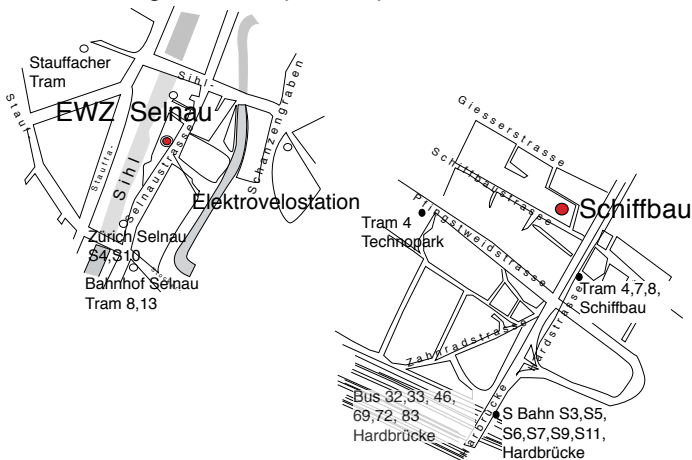 Stauffacher
Tram
Sihl-
EWZ Selnau
Stauf-
Stauffa-
Sihl
Selnaustrasse
Schanzengraben
Elektrovelostation
Zürich Selnau
S4,S10
Bahnhof Selnau
Tram 8,13
Giesserstrasse
Schiffbaustrasse
Schiffbau
Pfingstweidstrasse
Tram 4
Technopark
Tram 4,7,8,
Schiffbau
Hardstrasse
Zahnradstrasse
Bus 32,33, 46,
69,72, 83
Hardbrücke
S Bahn S3,S5,
S6,S7,S9,S11,
Hardbrücke